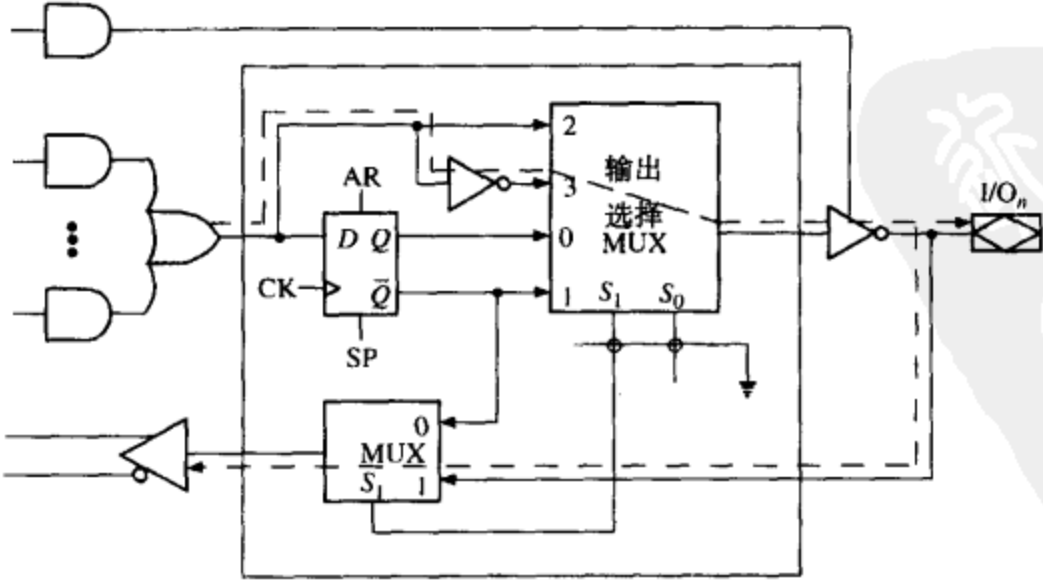 2
输出
AR
3
I/Oₙ
选择
D Q
0
MUX
CK
Q̄
1
S₁ S₀
SP
0
MUX
S₁
1